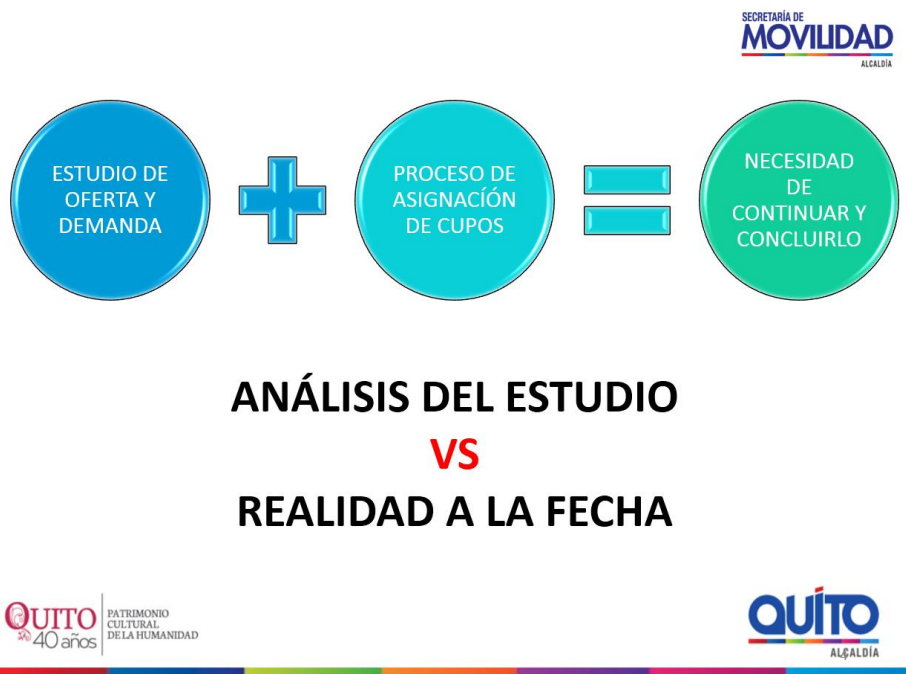 SECRETARÍA DE
MOVILIDAD
ALCALDÍA
ESTUDIO DE
OFERTA Y
DEMANDA
PROCESO DE
ASIGNACÍÓN
DE CUPOS
NECESIDAD
DE
CONTINUAR Y
CONCLUIRLO
ANÁLISIS DEL ESTUDIO
VS
REALIDAD A LA FECHA
QUITO
40 años
PATRIMONIO
CULTURAL
DE LA HUMANIDAD
QUITO
ALCALDÍA